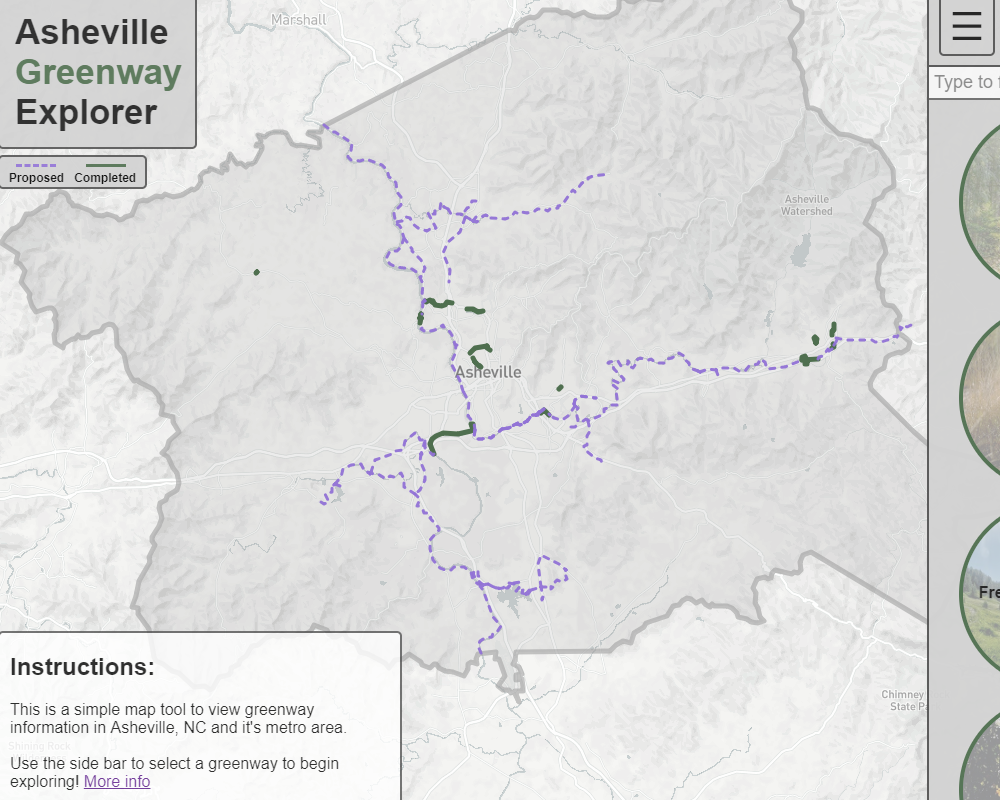 Asheville
Greenway
Explorer
Proposed Completed
Marshall
☰
Type to
Asheville
Watershed
Asheville
Fre
Chimney
State P
Instructions:
This is a simple map tool to view greenway
information in Asheville, NC and it's metro area.
Shining Rock
Use the side bar to select a greenway to begin
exploring! More info